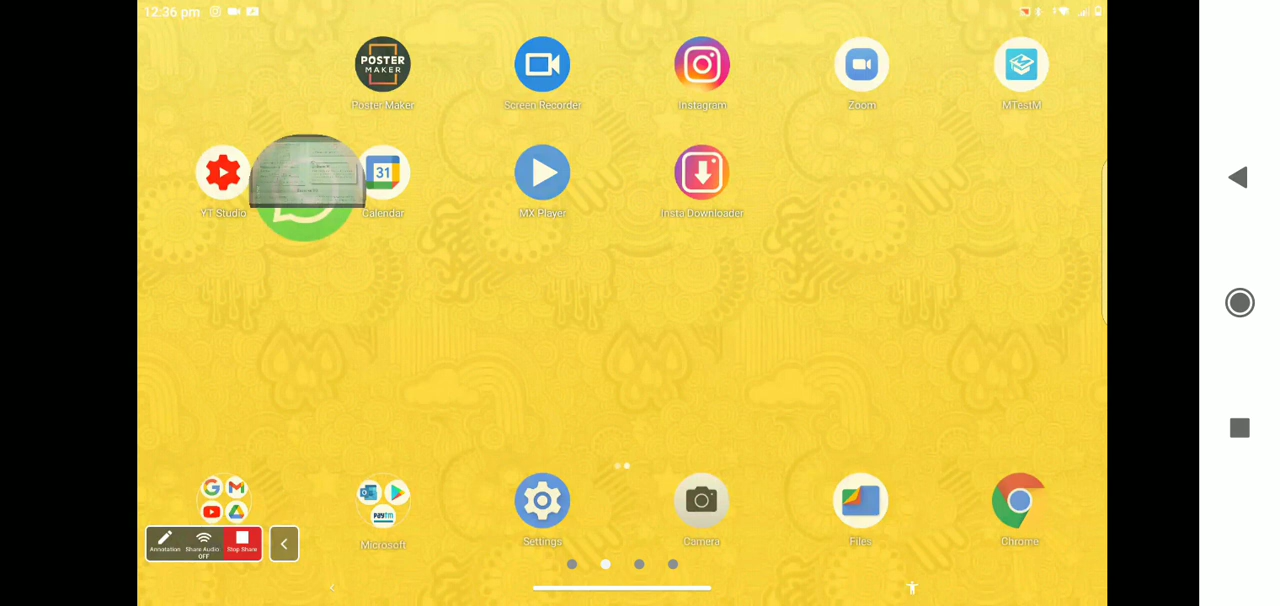 12:36 pm
POSTER
MAKER
Poster Maker
Screen Recorder
Instagram
Zoom
MTestM
31
YT Studio
Calendar
MX Player
Insta Downloader
paytm
Microsoft
Settings
Camera
Files
Chrome
Annotation
Share Audio
OFF
Stop Share